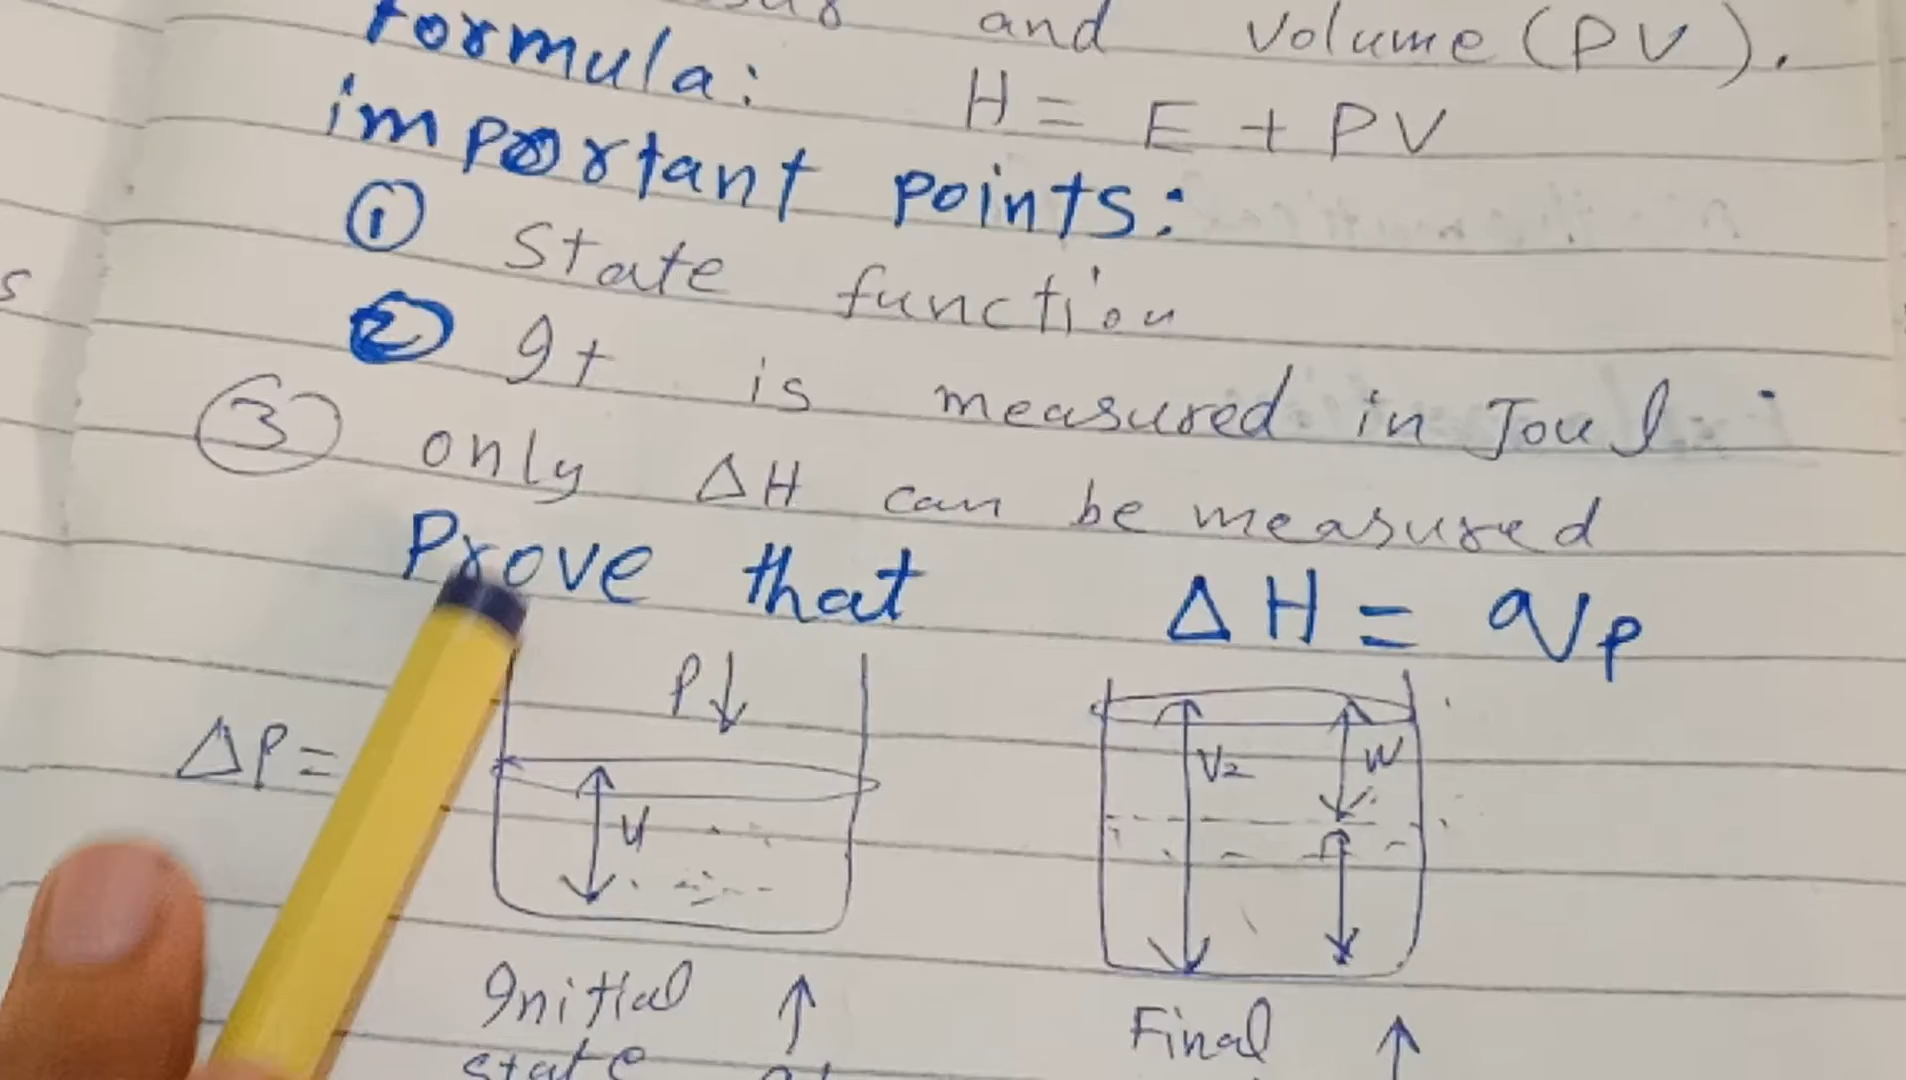 and volume (PV).
Formula: H = E + PV
important points:
① State function
② It is measured in Joul
③ only ΔH can be measured
Prove that ΔH = qp
P↓
ΔP =
V2 W
Initial ↑ Final ↑
state